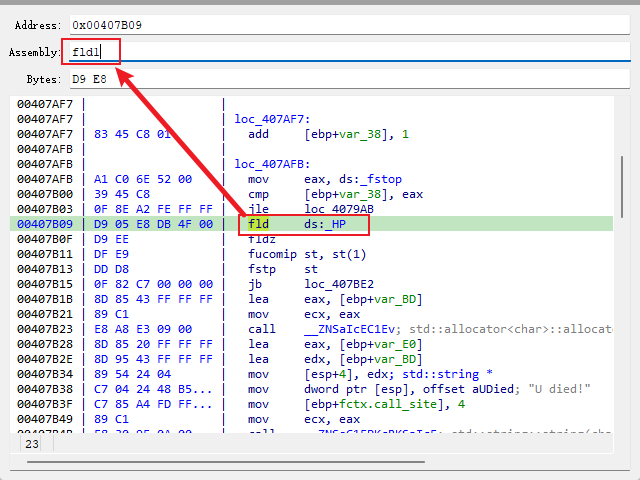 Address: 0x00407B09
Assembly: fld1
Bytes: D9 E8
00407AF7 | |
00407AF7 | | loc_407AF7:
00407AF7 | 83 45 C8 01 | add [ebp+var_38], 1
00407AFB | |
00407AFB | | loc_407AFB:
00407AFB | A1 C0 6E 52 00 | mov eax, ds:_fstop
00407B00 | 39 45 C8 | cmp [ebp+var_38], eax
00407B03 | 0F 8E A2 FE FF FF | jle loc_4079AB
00407B09 | D9 05 E8 DB 4F 00 | fld ds:_HP
00407B0F | D9 EE | fldz
00407B11 | DF E9 | fucomip st, st(1)
00407B13 | DD D8 | fstp st
00407B15 | 0F 82 C7 00 00 00 | jb loc_407BE2
00407B1B | 8D 85 43 FF FF FF | lea eax, [ebp+var_BD]
00407B21 | 89 C1 | mov ecx, eax
00407B23 | E8 A8 E3 09 00 | call __ZNSaIcEC1Ev; std::allocator<char>::allocato
00407B28 | 8D 85 20 FF FF FF | lea eax, [ebp+var_E0]
00407B2E | 8D 95 43 FF FF FF | lea edx, [ebp+var_BD]
00407B34 | 89 54 24 04 | mov [esp+4], edx; std::string *
00407B38 | C7 04 24 48 B5... | mov dword ptr [esp], offset aUDied; "U died!"
00407B3F | C7 85 A4 FD FF... | mov [ebp+fctx.call_site], 4
00407B49 | 89 C1 | mov ecx, eax
23